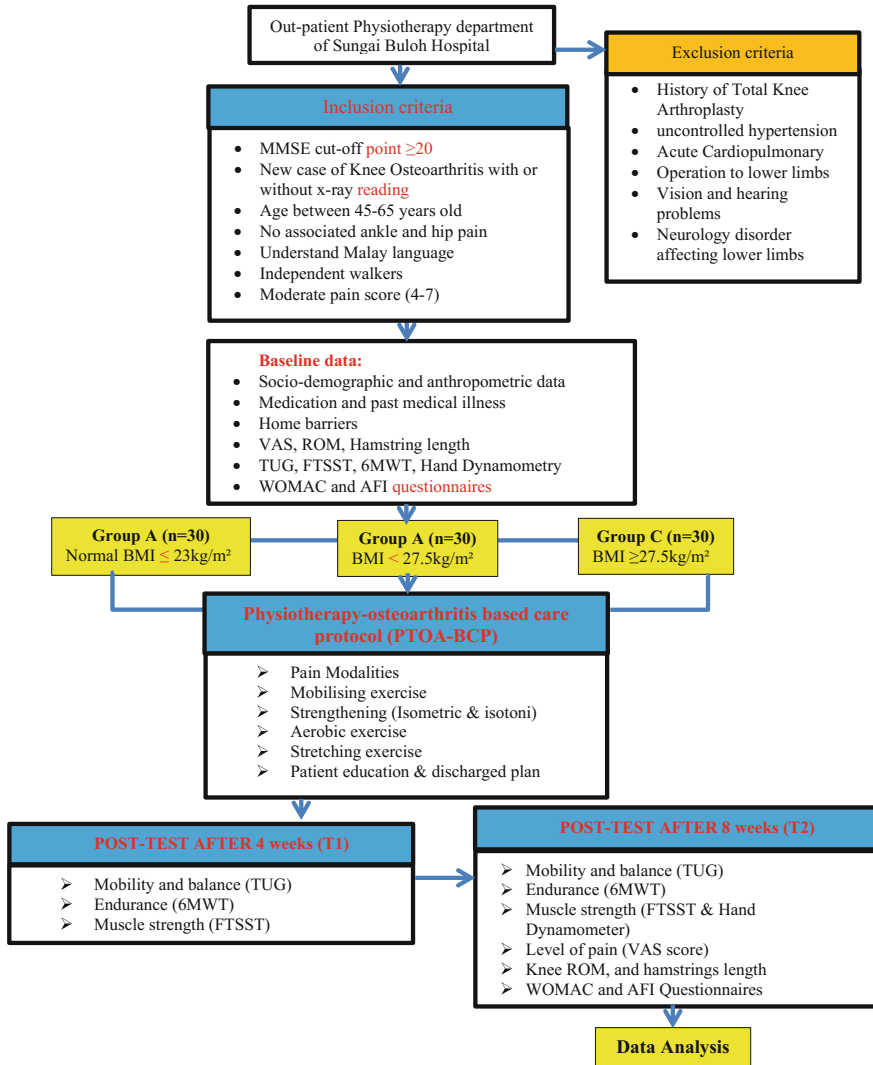 Out-patient Physiotherapy department
of Sungai Buloh Hospital
Exclusion criteria
• History of Total Knee
Arthroplasty
• uncontrolled hypertension
• Acute Cardiopulmonary
• Operation to lower limbs
• Vision and hearing
problems
• Neurology disorder
affecting lower limbs
Inclusion criteria
• MMSE cut-off point ≥20
• New case of Knee Osteoarthritis with or
without x-ray reading
• Age between 45-65 years old
• No associated ankle and hip pain
• Understand Malay language
• Independent walkers
• Moderate pain score (4-7)
Baseline data:
• Socio-demographic and anthropometric data
• Medication and past medical illness
• Home barriers
• VAS, ROM, Hamstring length
• TUG, FTSST, 6MWT, Hand Dynamometry
• WOMAC and AFI questionnaires
Group A (n=30)
Normal BMI ≤ 23kg/m²
Group A (n=30)
BMI < 27.5kg/m²
Group C (n=30)
BMI ≥27.5kg/m²
Physiotherapy-osteoarthritis based care
protocol (PTOA-BCP)
➢ Pain Modalities
➢ Mobilising exercise
➢ Strengthening (Isometric & isotoni)
➢ Aerobic exercise
➢ Stretching exercise
➢ Patient education & discharged plan
POST-TEST AFTER 4 weeks (T1)
➢ Mobility and balance (TUG)
➢ Endurance (6MWT)
➢ Muscle strength (FTSST)
POST-TEST AFTER 8 weeks (T2)
➢ Mobility and balance (TUG)
➢ Endurance (6MWT)
➢ Muscle strength (FTSST & Hand
Dynamometer)
➢ Level of pain (VAS score)
➢ Knee ROM, and hamstrings length
➢ WOMAC and AFI Questionnaires
Data Analysis